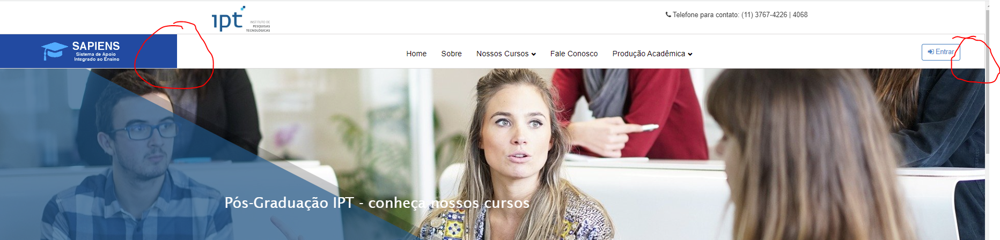 ipt
INSTITUTO DE
PESQUISAS
TECNOLÓGICAS
Telefone para contato: (11) 3767-4226 | 4068
SAPIENS
Sistema de Apoio
Integrado ao Ensino
Home Sobre Nossos Cursos Fale Conosco Produção Acadêmica Entrar
Pós-Graduação IPT - conheça nossos cursos